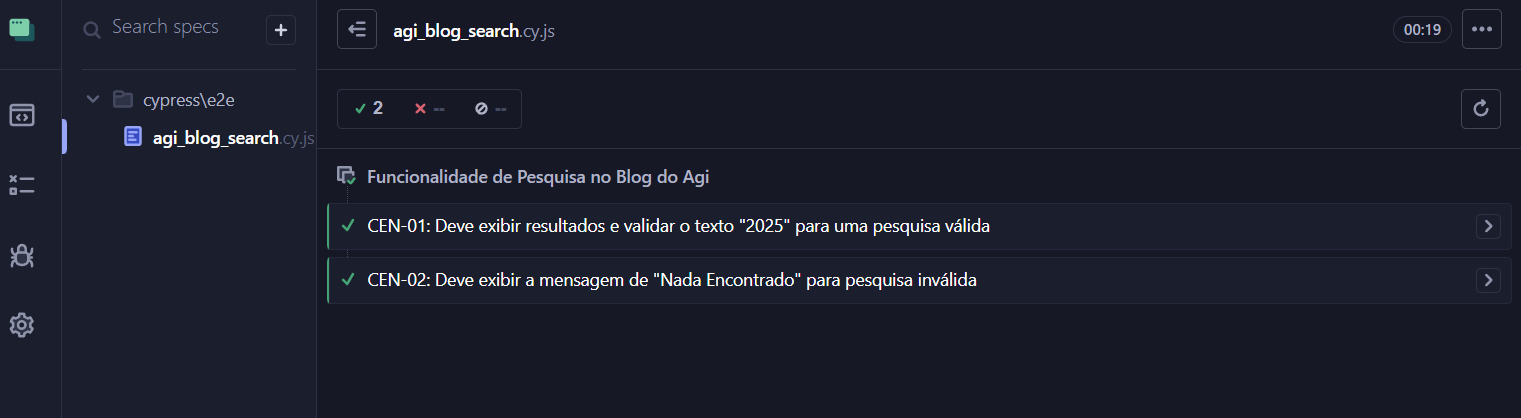 Search specs
+
cypress\e2e
agi_blog_search.cy.js
agi_blog_search.cy.js
00:19
2 -- --
Funcionalidade de Pesquisa no Blog do Agi
CEN-01: Deve exibir resultados e validar o texto "2025" para uma pesquisa válida
CEN-02: Deve exibir a mensagem de "Nada Encontrado" para pesquisa inválida